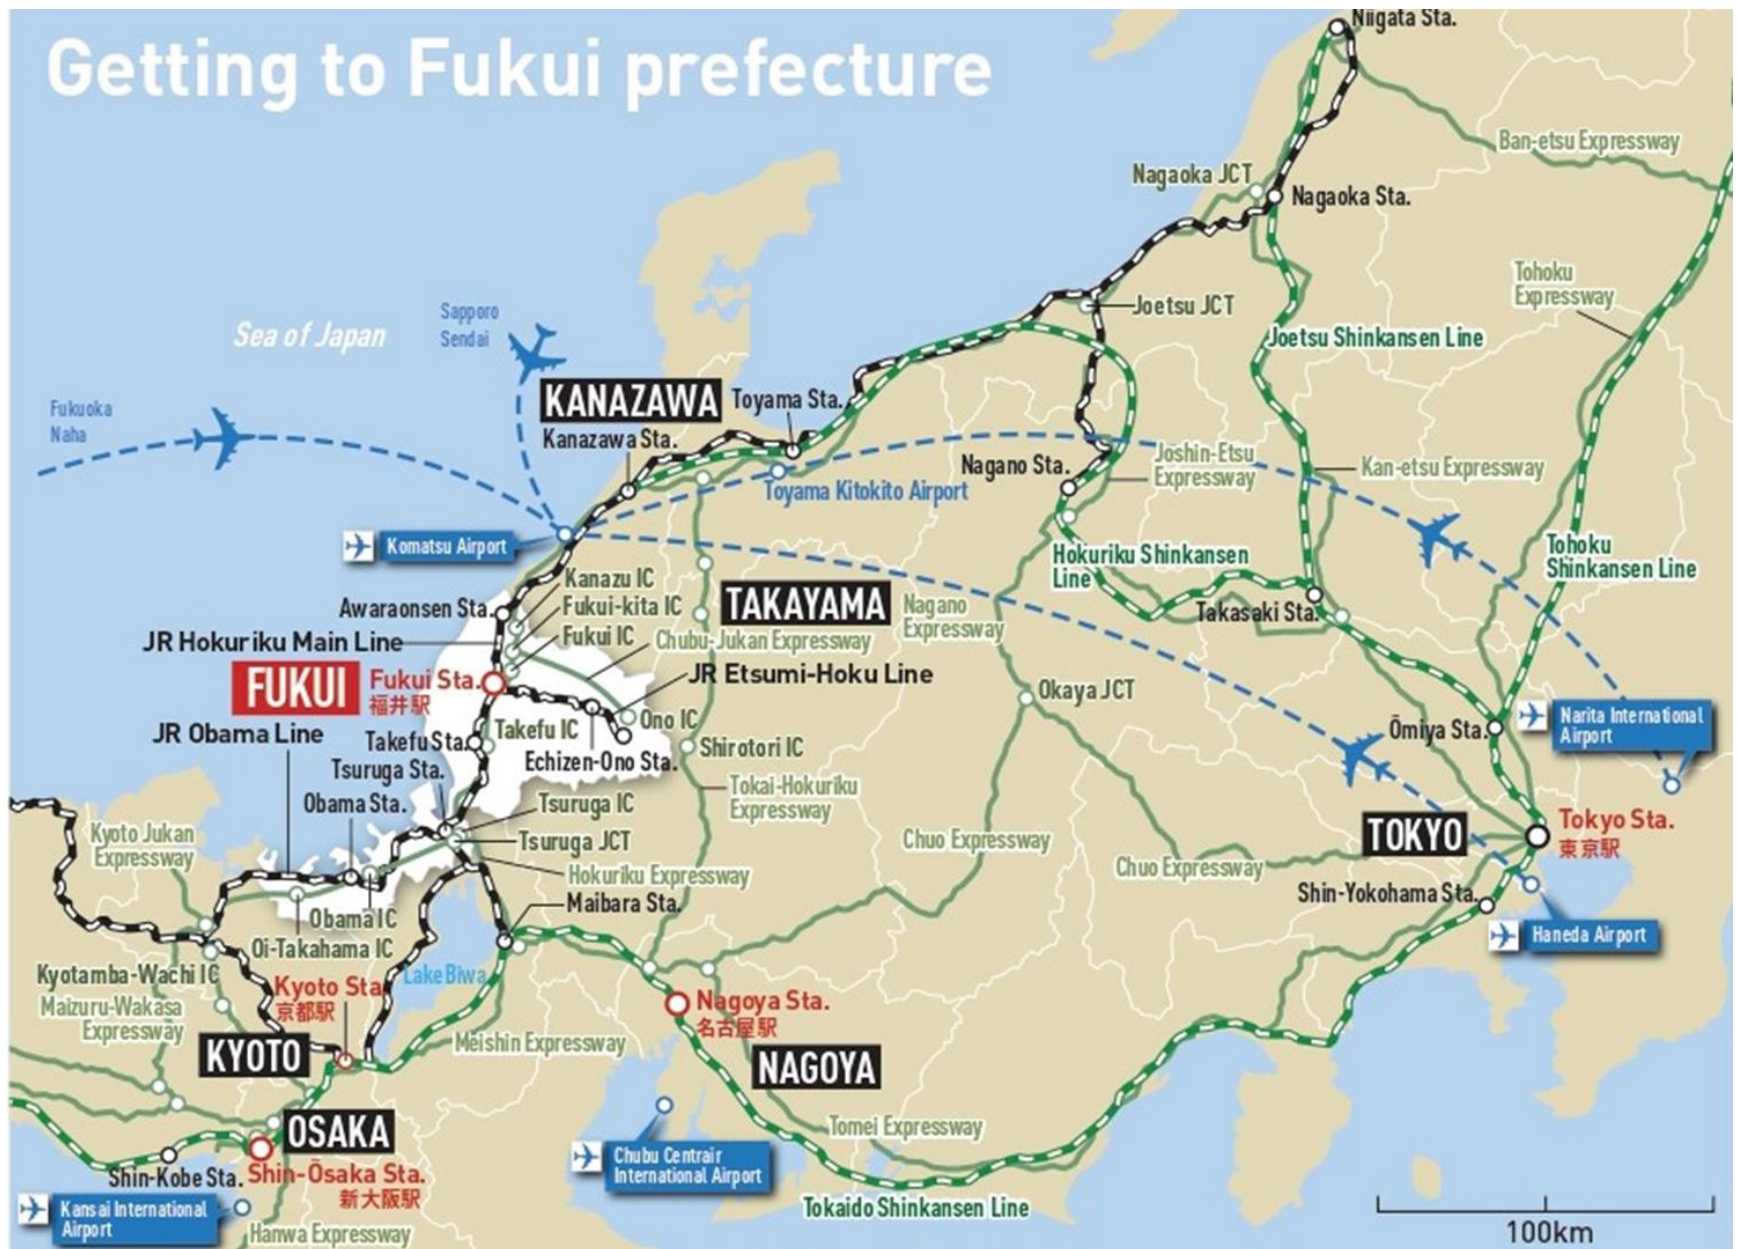 Getting to Fukui prefecture
Niigata Sta.
Ban-etsu Expressway
Nagaoka JCT
Nagaoka Sta.
Tohoku
Expressway
Sapporo
Sendai
Sea of Japan
Joetsu JCT
Joetsu Shinkansen Line
Fukuoka
Naha
KANAZAWA
Toyama Sta.
Kanazawa Sta.
Nagano Sta.
Joshin-Etsu
Expressway
Kan-etsu Expressway
Toyama Kitokito Airport
Komatsu Airport
Hokuriku Shinkansen
Line
Tohoku
Shinkansen Line
Kanazu IC
Awaraonsen Sta.
Fukui-kita IC
TAKAYAMA
Nagano
Expressway
Takasaki Sta.
JR Hokuriku Main Line
Fukui IC
Chubu-Jukan Expressway
FUKUI
Fukui Sta.
福井駅
JR Etsumi-Hoku Line
Okaya JCT
Ono IC
JR Obama Line
Takefu Sta.
Takefu IC
Shirotori IC
Ōmiya Sta.
Narita International
Airport
Echizen-Ono Sta.
Tsuruga Sta.
Tokai-Hokuriku
Expressway
Obama Sta.
Tsuruga IC
Kyoto Jukan
Expressway
Tsuruga JCT
Chuo Expressway
Chuo Expressway
TOKYO
Tokyo Sta.
東京駅
Hokuriku Expressway
Shin-Yokohama Sta.
Maibara Sta.
Obama IC
Oi-Takahama IC
Haneda Airport
Kyotamba-Wachi IC
Lake Biwa
Kyoto Sta.
京都駅
Maizuru-Wakasa
Expressway
Nagoya Sta.
名古屋駅
KYOTO
Meishin Expressway
NAGOYA
OSAKA
Tomei Expressway
Chubu Centrair
International Airport
Shin-Kobe Sta.
Shin-Ōsaka Sta.
新大阪駅
Kansai International
Airport
Hanwa Expressway
Tokaido Shinkansen Line
100km